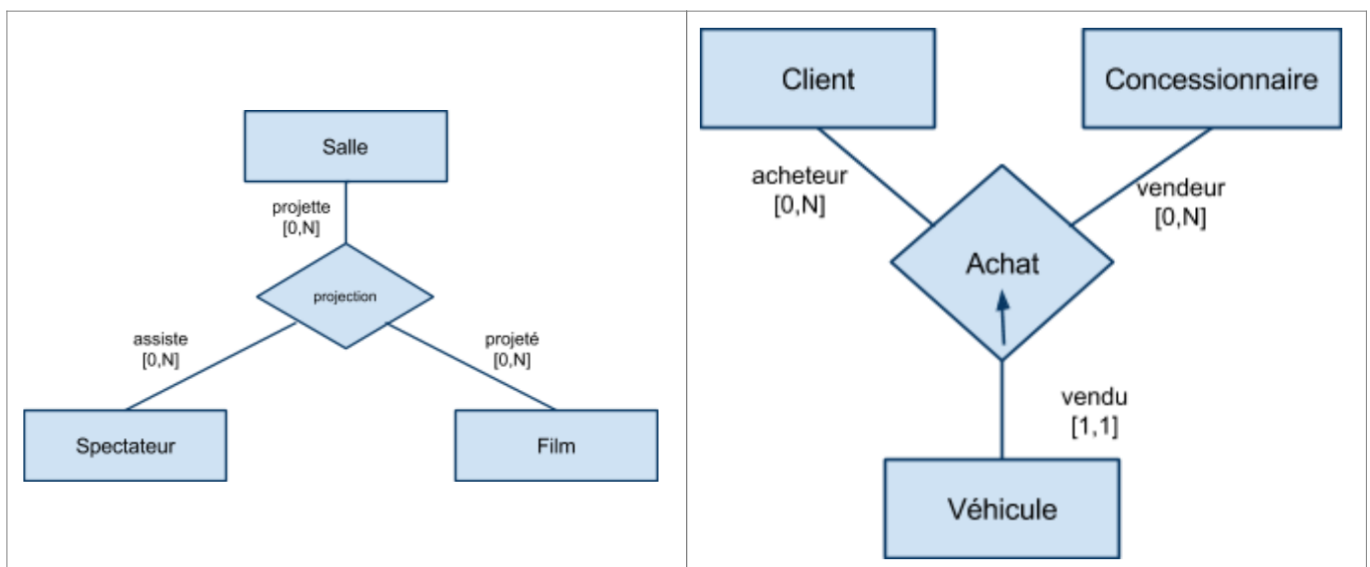 Salle
projette
[0,N]
projection
assiste
[0,N]
projeté
[0,N]
Spectateur
Film
Client
Concessionnaire
acheteur
[0,N]
vendeur
[0,N]
Achat
vendu
[1,1]
Véhicule